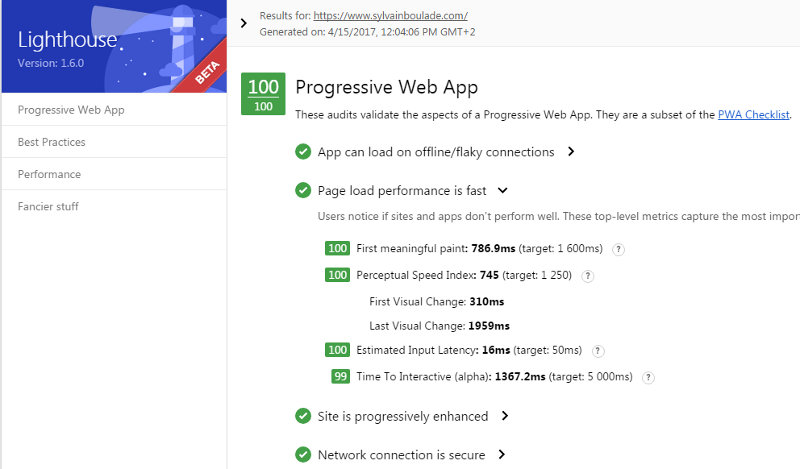 Lighthouse
Version: 1.6.0
BETA
Progressive Web App
Best Practices
Performance
Fancier stuff
Results for: https://www.sylvainboulade.com/
Generated on: 4/15/2017, 12:04:06 PM GMT+2
100
100
Progressive Web App
These audits validate the aspects of a Progressive Web App. They are a subset of the PWA Checklist.
App can load on offline/flaky connections
Page load performance is fast
Users notice if sites and apps don't perform well. These top-level metrics capture the most impor
100 First meaningful paint: 786.9ms (target: 1 600ms) ?
100 Perceptual Speed Index: 745 (target: 1 250) ?
First Visual Change: 310ms
Last Visual Change: 1959ms
100 Estimated Input Latency: 16ms (target: 50ms) ?
99 Time To Interactive (alpha): 1367.2ms (target: 5 000ms) ?
Site is progressively enhanced
Network connection is secure